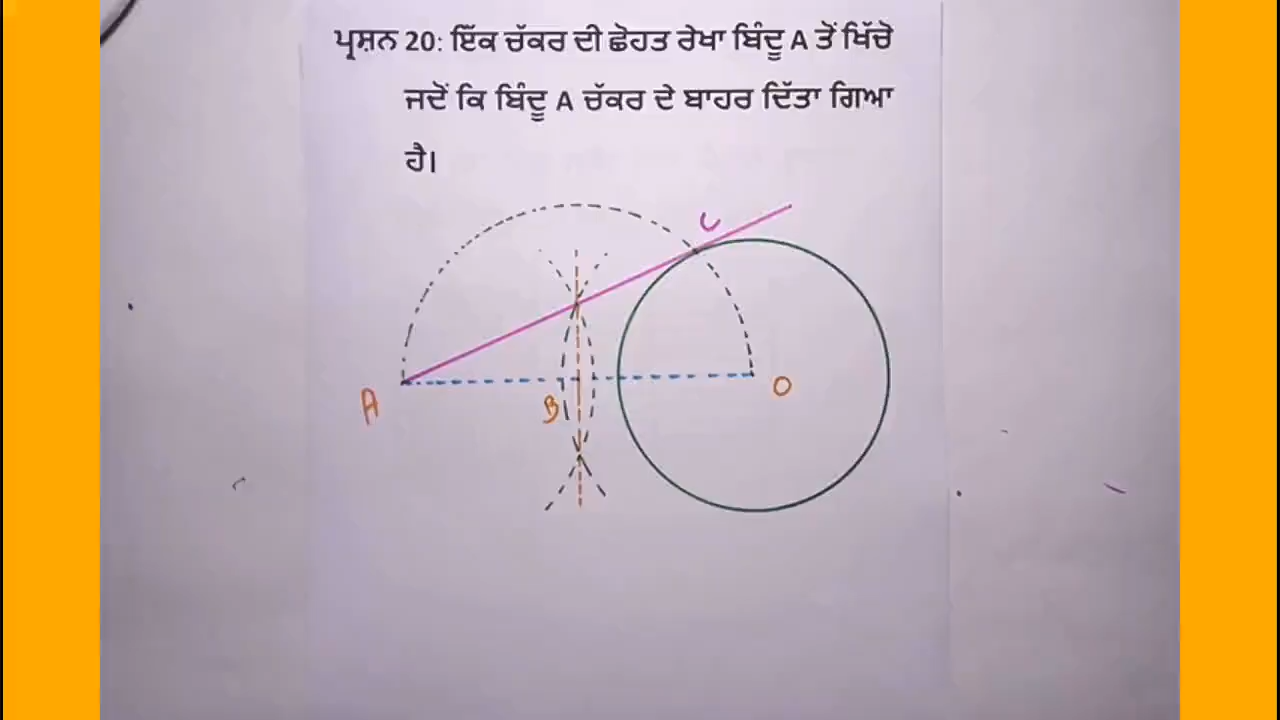 ਪ੍ਰਸ਼ਨ 20: ਇੱਕ ਚੱਕਰ ਦੀ ਛੋਹਤ ਰੇਖਾ ਬਿੰਦੂ A ਤੋਂ ਖਿੱਚੋ
ਜਦੋਂ ਕਿ ਬਿੰਦੂ A ਚੱਕਰ ਦੇ ਬਾਹਰ ਦਿੱਤਾ ਗਿਆ
ਹੈ।
C
A
B
O